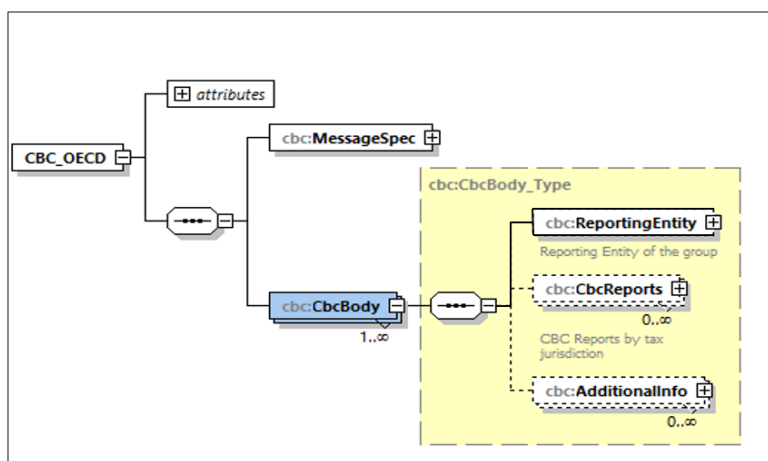 attributes
cbc:MessageSpec
CBC_OECD
cbc:CbcBody_Type
cbc:ReportingEntity
Reporting Entity of the group
cbc:CbcReports
0..∞
cbc:CbcBody
1..∞
CBC Reports by tax
jurisdiction
cbc:AdditionalInfo
0..∞